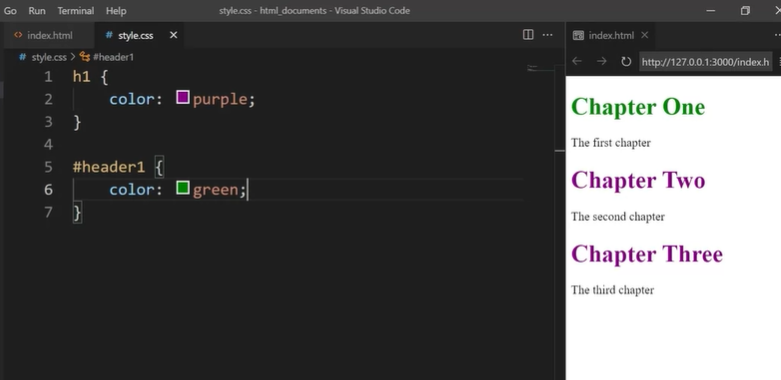 Go Run Terminal Help style.css - html_documents - Visual Studio Code
index.html style.css index.html
style.css > #header1 http://127.0.0.1:3000/index.h
1 h1 {
2 color: purple;
3 }
4
5 #header1 {
6 color: green;
7 }
Chapter One
The first chapter
Chapter Two
The second chapter
Chapter Three
The third chapter